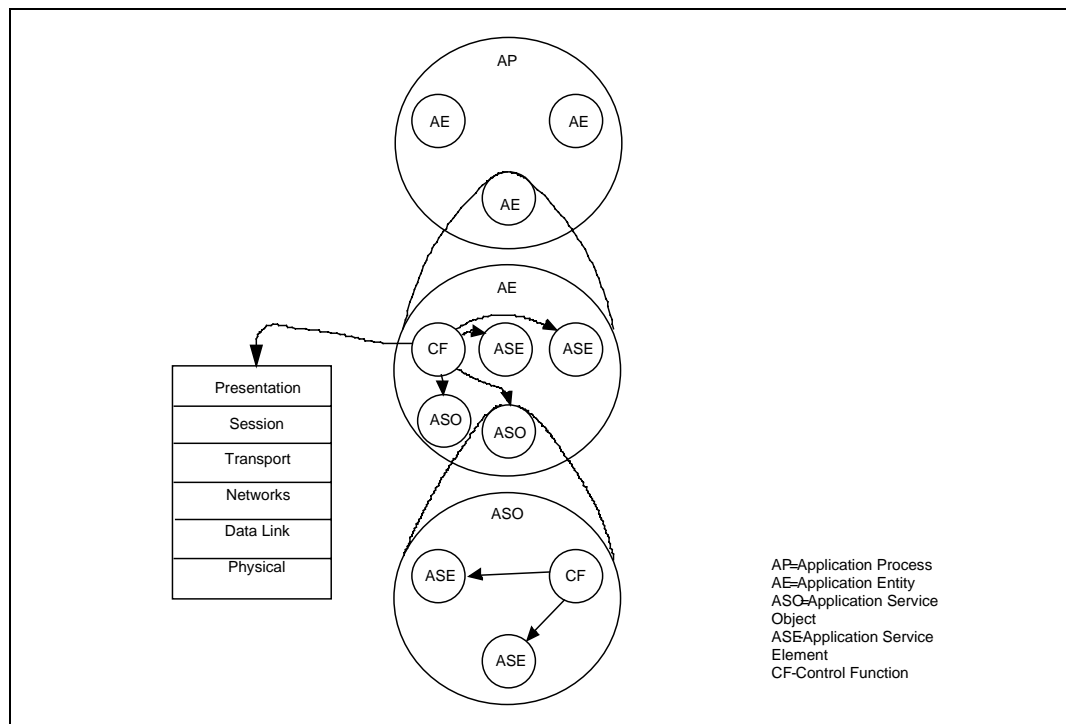 AP
AE
AE
AE
AE
CF
ASE
ASE
ASO
ASO
Presentation
Session
Transport
Networks
Data Link
Physical
ASO
ASE
CF
ASE
AP=Application Process
AE=Application Entity
ASO=Application Service
Object
ASE-Application Service
Element
CF-Control Function